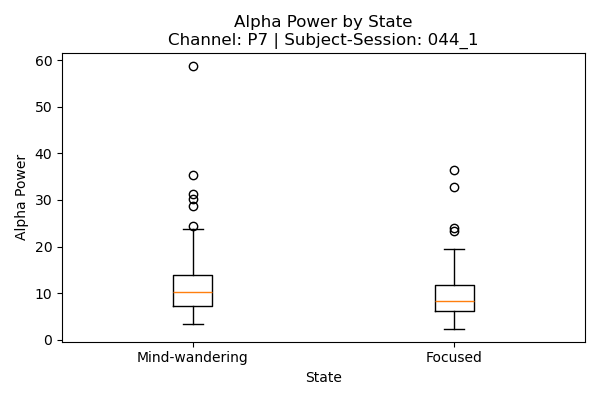 Alpha Power by State
Channel: P7 | Subject-Session: 044_1
60
50
40
30
20
10
0
Alpha Power
Mind-wandering
Focused
State